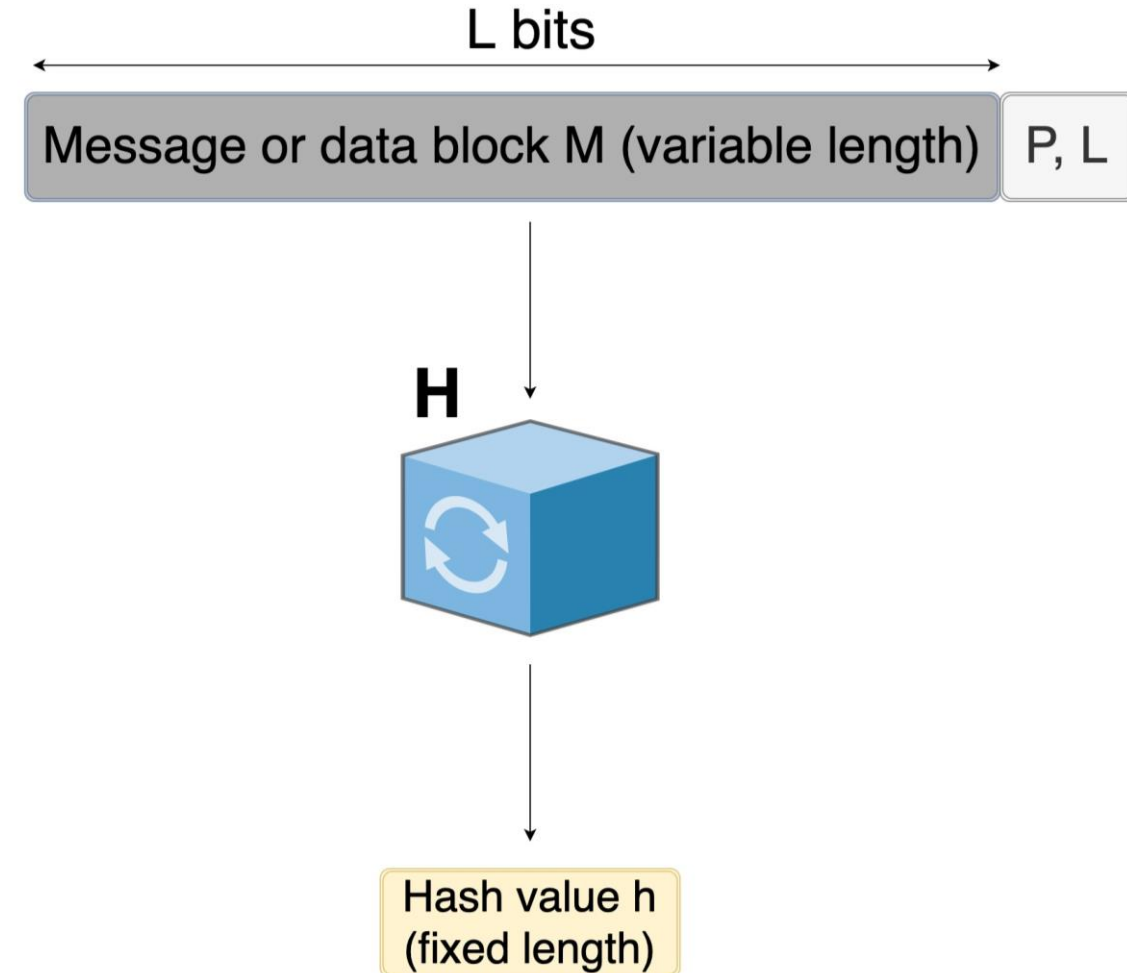 L bits
Message or data block M (variable length) P, L
H
Hash value h
(fixed length)